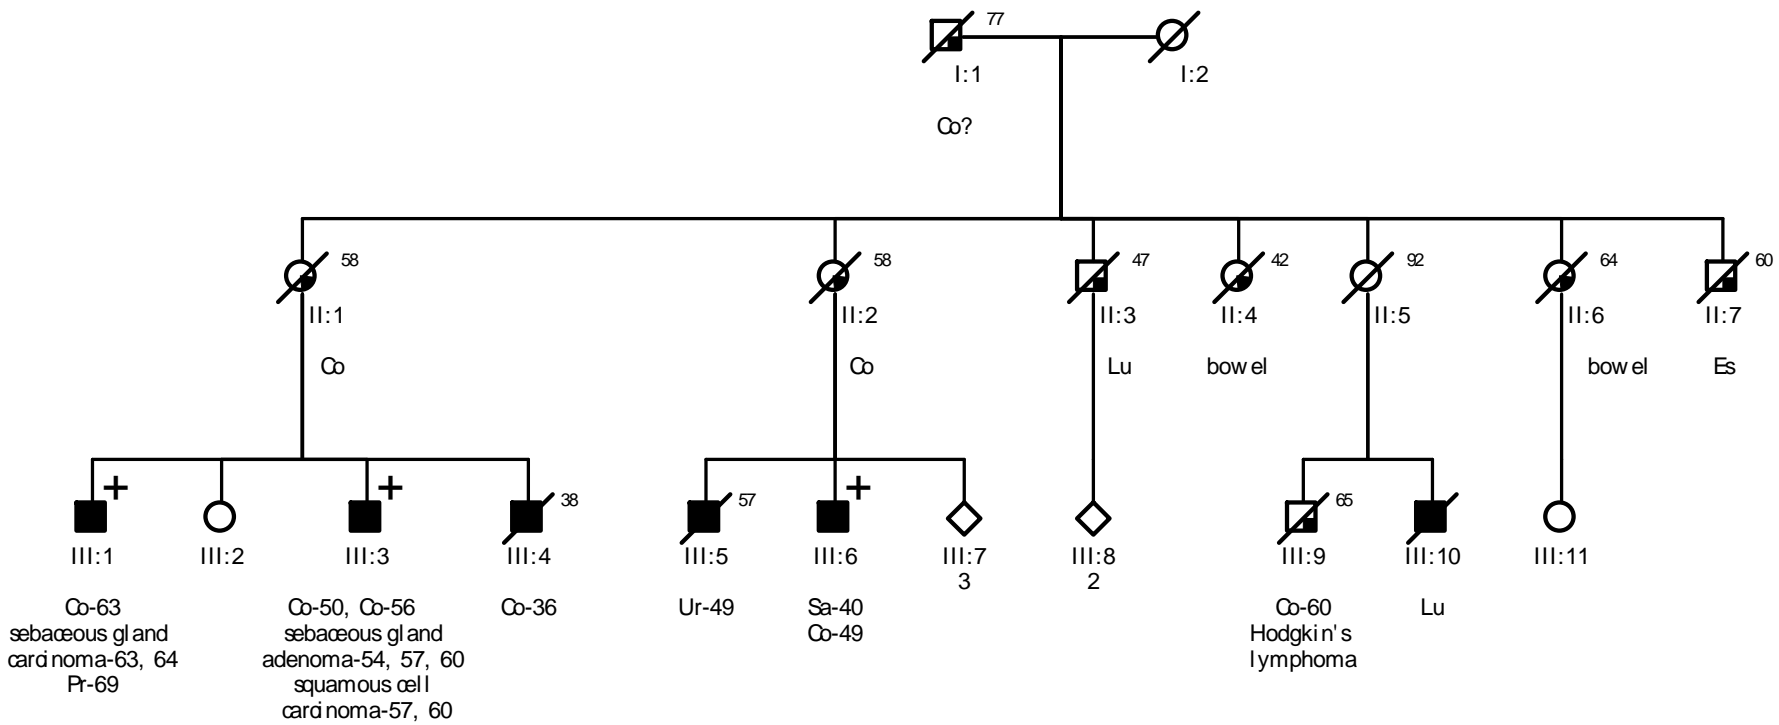 77
I:1
I:2
Co?
58
58
47
42
92
64
60
II:1
II:2
II:3
II:4
II:5
II:6
II:7
Co
Co
Lu
bowel
bowel
Es
+
+
+
38
57
65
III:1
III:2
III:3
III:4
III:5
III:6
III:7
III:8
III:9
III:10
III:11
3
2
Co-63
sebaceous gland
carcinoma-63, 64
Pr-69
Co-50, Co-56
sebaceous gland
adenoma-54, 57, 60
squamous cell
carcinoma-57, 60
Co-36
Ur-49
Sa-40
Co-49
Co-60
Hodgkin's
lymphoma
Lu